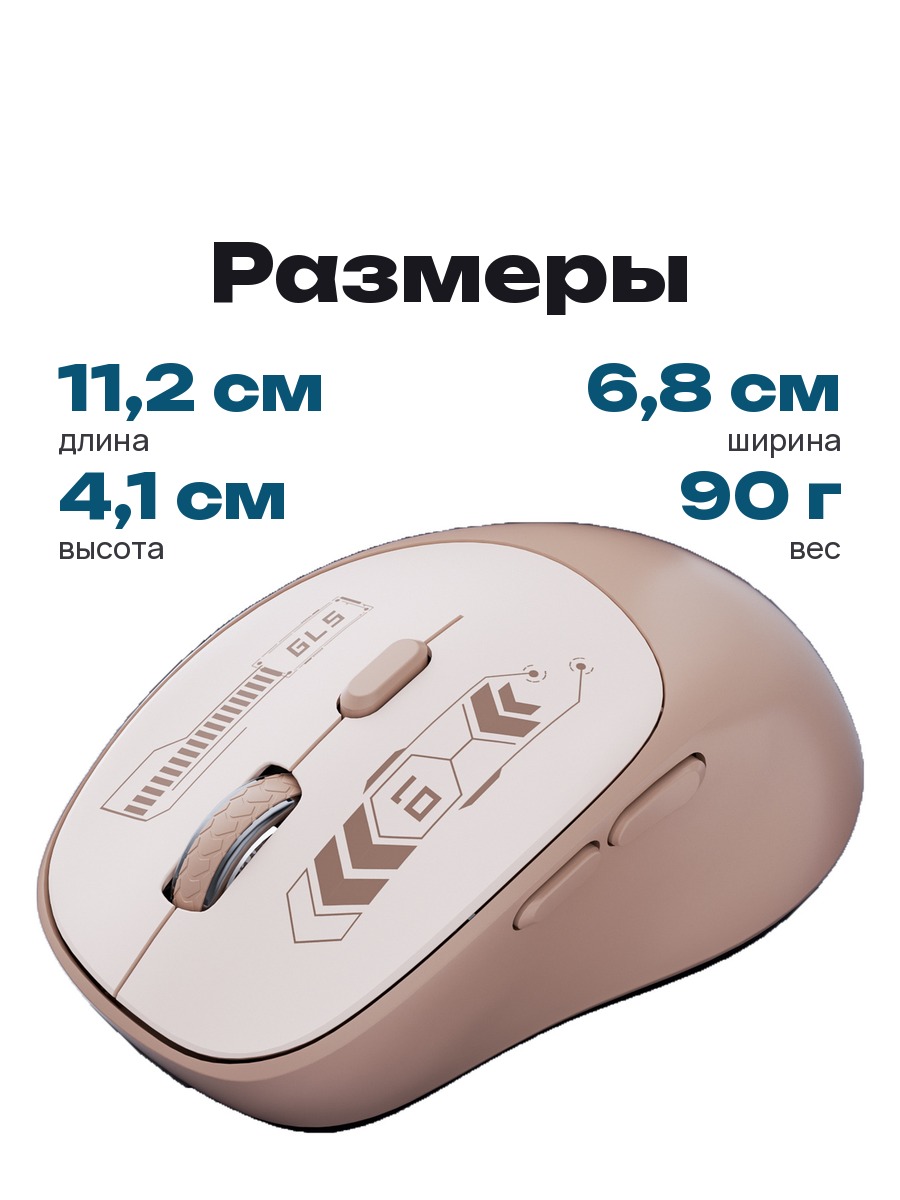 Размеры
11,2 см
6,8 см
длина
ширина
4,1 см
90 г
высота
вес
GLS